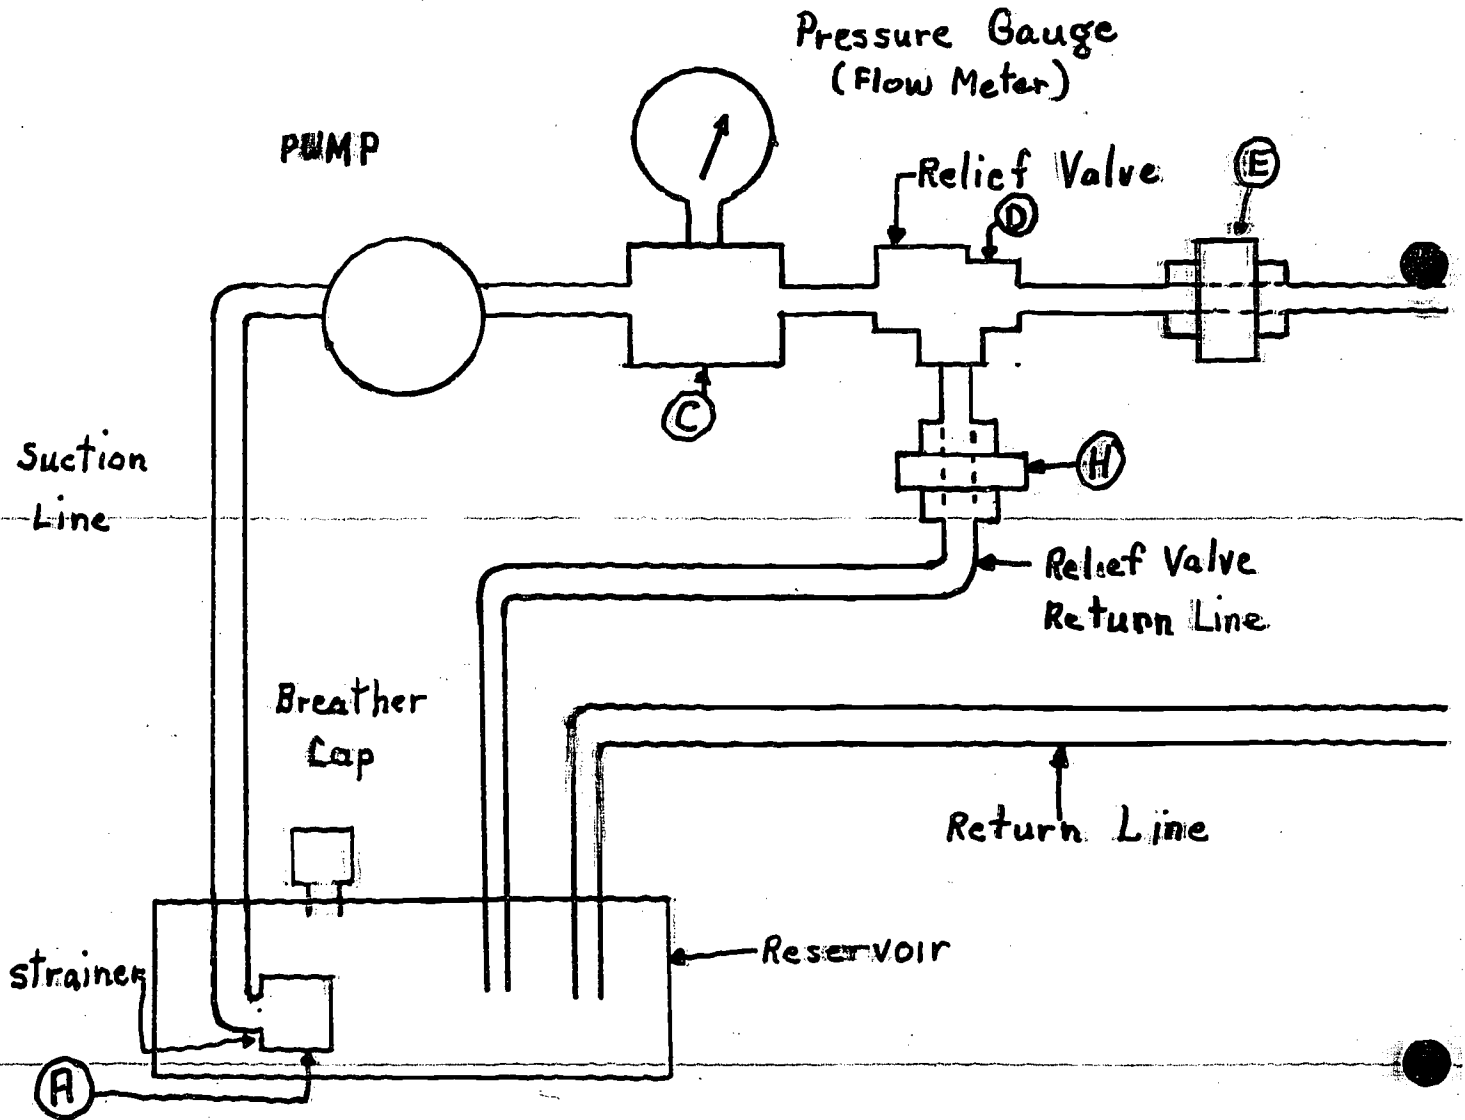 Pressure Gauge
(Flow Meter)
PUMP
Relief Valve
E
D
C
Suction
Line
H
Relief Valve
Return Line
Breather
Cap
Return Line
Reservoir
strainer
A